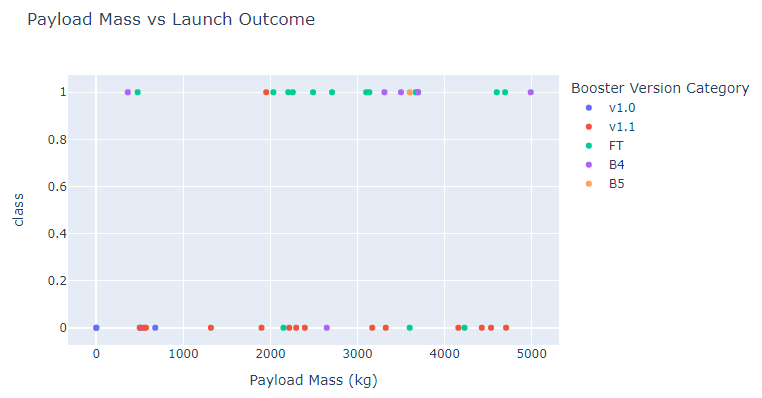 Payload Mass vs Launch Outcome
Booster Version Category
v1.0
v1.1
FT
B4
B5
class
1
0.8
0.6
0.4
0.2
0
0 1000 2000 3000 4000 5000
Payload Mass (kg)